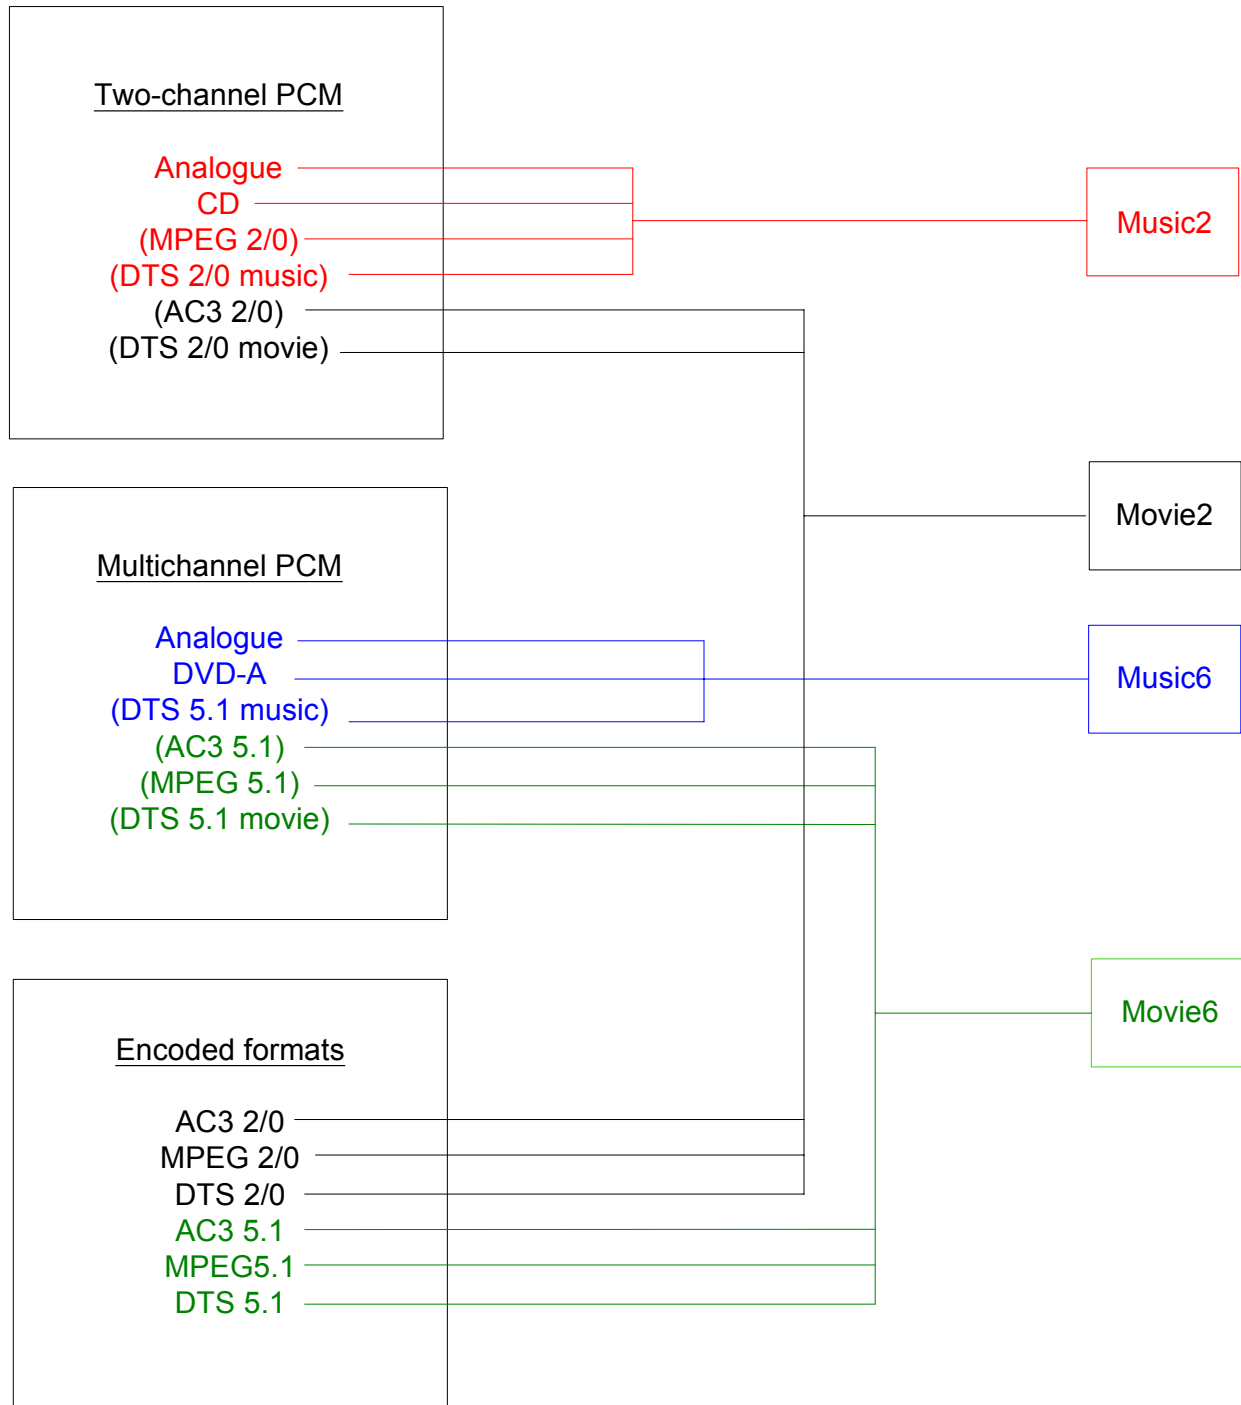 Two-channel PCM
Analogue
CD
(MPEG 2/0)
(DTS 2/0 music)
(AC3 2/0)
(DTS 2/0 movie)
Music2
Movie2
Multichannel PCM
Analogue
DVD-A
(DTS 5.1 music)
(AC3 5.1)
(MPEG 5.1)
(DTS 5.1 movie)
Music6
Movie6
Encoded formats
AC3 2/0
MPEG 2/0
DTS 2/0
AC3 5.1
MPEG5.1
DTS 5.1